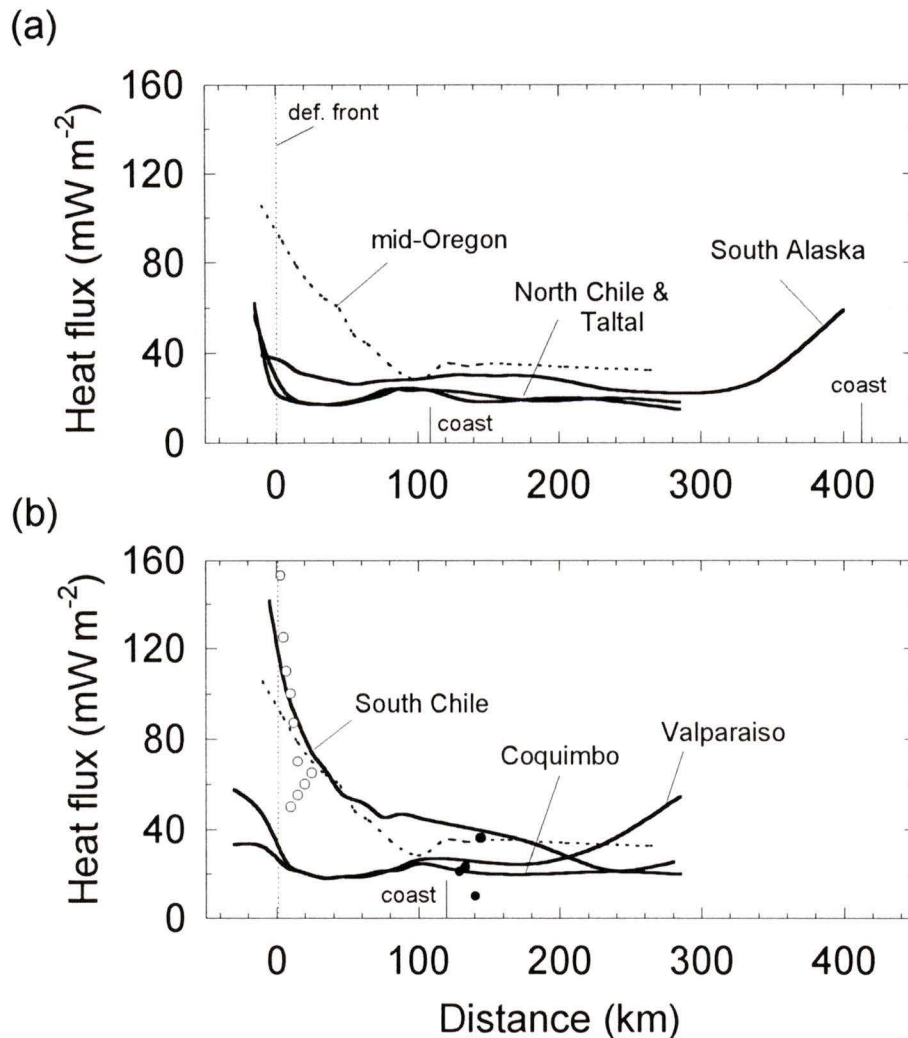 (a)
Heat flux (mW m⁻²)
160
120
80
40
0
def. front
mid-Oregon
North Chile &
Taltal
South Alaska
coast
coast
0
100
200
300
400
(b)
Heat flux (mW m⁻²)
160
120
80
40
0
South Chile
Coquimbo
Valparaiso
coast
0
100
200
300
400
Distance (km)